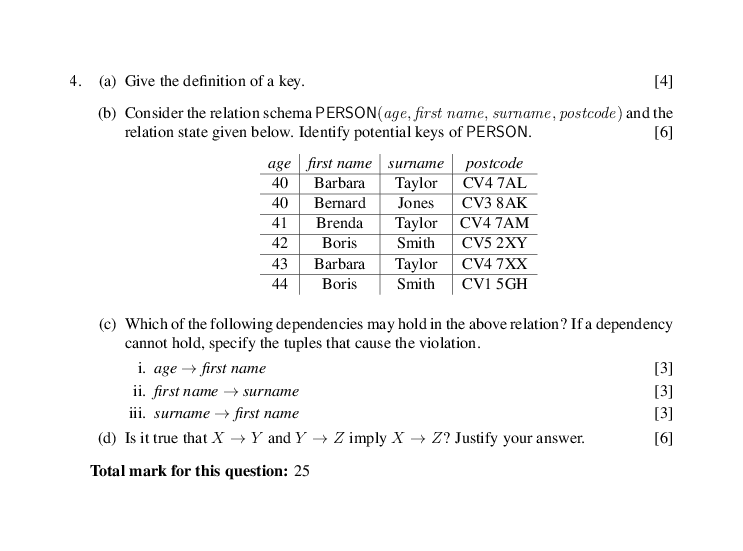 4. (a) Give the definition of a key. [4]
(b) Consider the relation schema PERSON(age, first name, surname, postcode) and the
relation state given below. Identify potential keys of PERSON. [6]
age first name surname postcode
40 Barbara Taylor CV4 7AL
40 Bernard Jones CV3 8AK
41 Brenda Taylor CV4 7AM
42 Boris Smith CV5 2XY
43 Barbara Taylor CV4 7XX
44 Boris Smith CV1 5GH
(c) Which of the following dependencies may hold in the above relation? If a dependency
cannot hold, specify the tuples that cause the violation.
i. age → first name [3]
ii. first name → surname [3]
iii. surname → first name [3]
(d) Is it true that X → Y and Y → Z imply X → Z? Justify your answer. [6]
Total mark for this question: 25